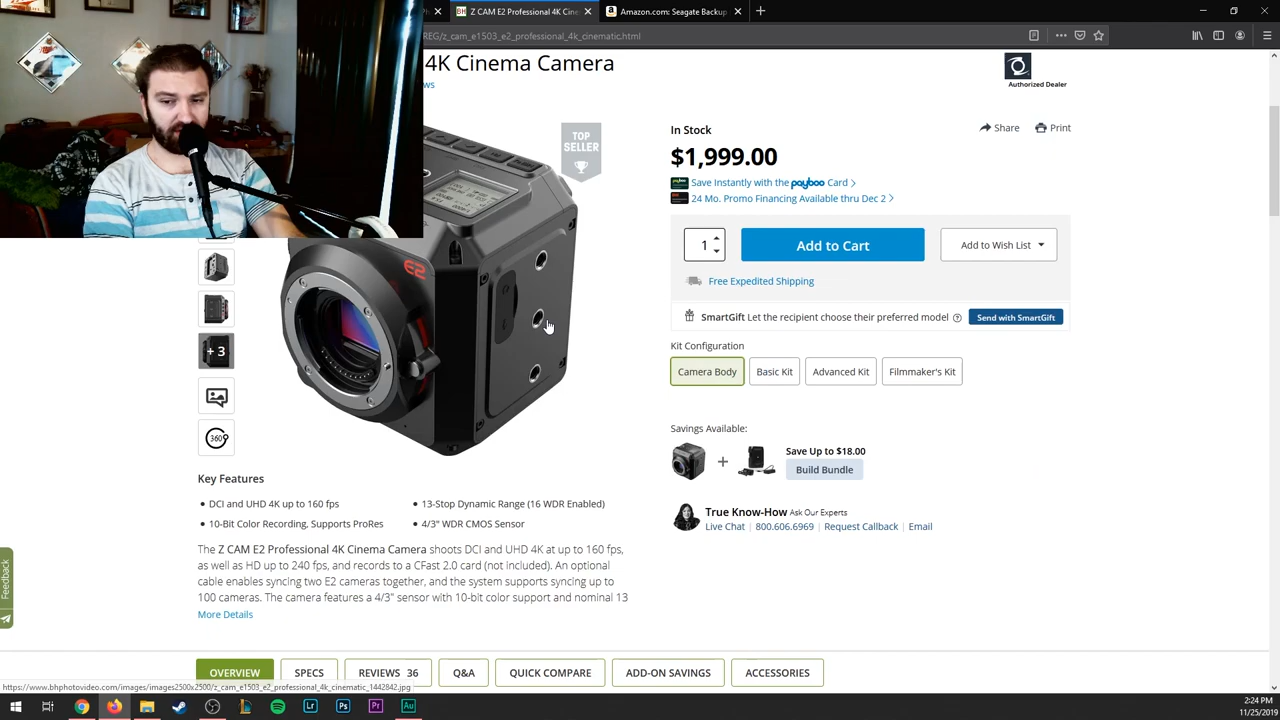 Z CAM E2 Professional 4K Cine
Amazon.com: Seagate Backup
REG/z_cam_e1503_e2_professional_4k_cinematic.html
4K Cinema Camera
ws
Authorized Dealer
TOP
SELLER
E2
In Stock
Share
Print
$1,999.00
Save Instantly with the payboo Card
24 Mo. Promo Financing Available thru Dec 2
1
Add to Cart
Add to Wish List
Free Expedited Shipping
SmartGift Let the recipient choose their preferred model
Send with SmartGift
Kit Configuration
Camera Body
Basic Kit
Advanced Kit
Filmmaker's Kit
+ 3
360
Savings Available:
Save Up to $18.00
Build Bundle
True Know-How Ask Our Experts
Live Chat | 800.606.6969 | Request Callback | Email
Key Features
DCI and UHD 4K up to 160 fps
13-Stop Dynamic Range (16 WDR Enabled)
10-Bit Color Recording, Supports ProRes
4/3" WDR CMOS Sensor
The Z CAM E2 Professional 4K Cinema Camera shoots DCI and UHD 4K at up to 160 fps,
as well as HD up to 240 fps, and records to a CFast 2.0 card (not included). An optional
cable enables syncing two E2 cameras together, and the system supports syncing up to
100 cameras. The camera features a 4/3" sensor with 10-bit color support and nominal 13
More Details
Feedback
OVERVIEW
SPECS
REVIEWS 36
Q&A
QUICK COMPARE
ADD-ON SAVINGS
ACCESSORIES
https://www.bhphotovideo.com/images/images2500x2500/z_cam_e1503_e2_professional_4k_cinematic_1442842.jpg
Lr
Ps
Pr
Au
2:24 PM
11/25/2019